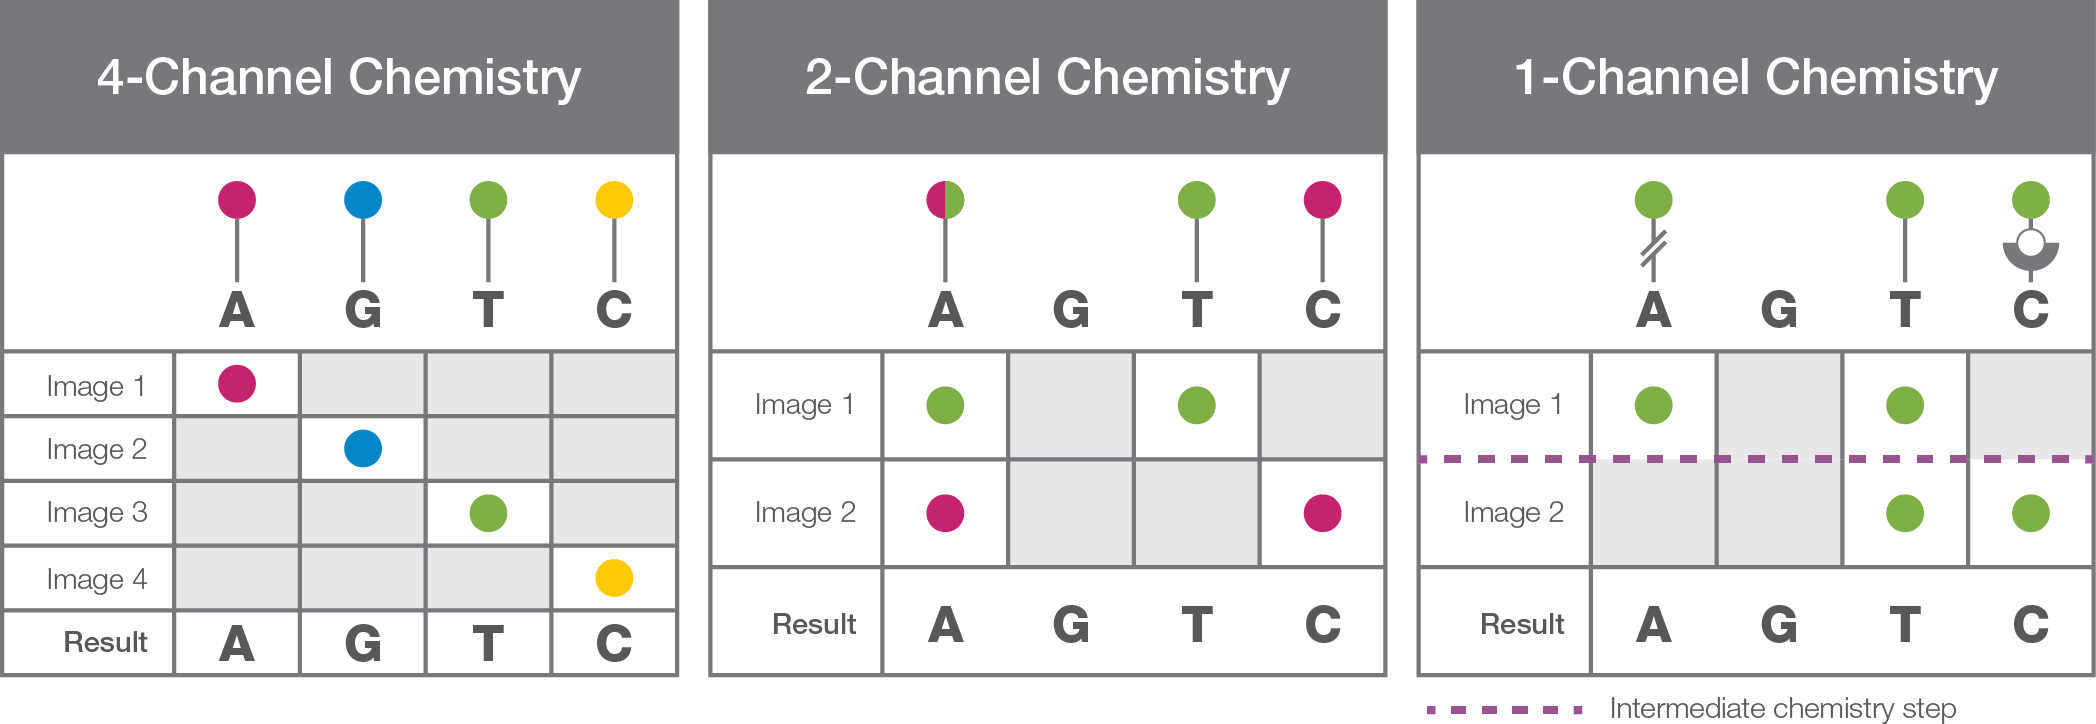 4-Channel Chemistry
A G T C
Image 1
Image 2
Image 3
Image 4
Result A G T C
2-Channel Chemistry
A G T C
Image 1
Image 2
Result A G T C
1-Channel Chemistry
A G T C
Image 1
Image 2
Result A G T C
Intermediate chemistry step